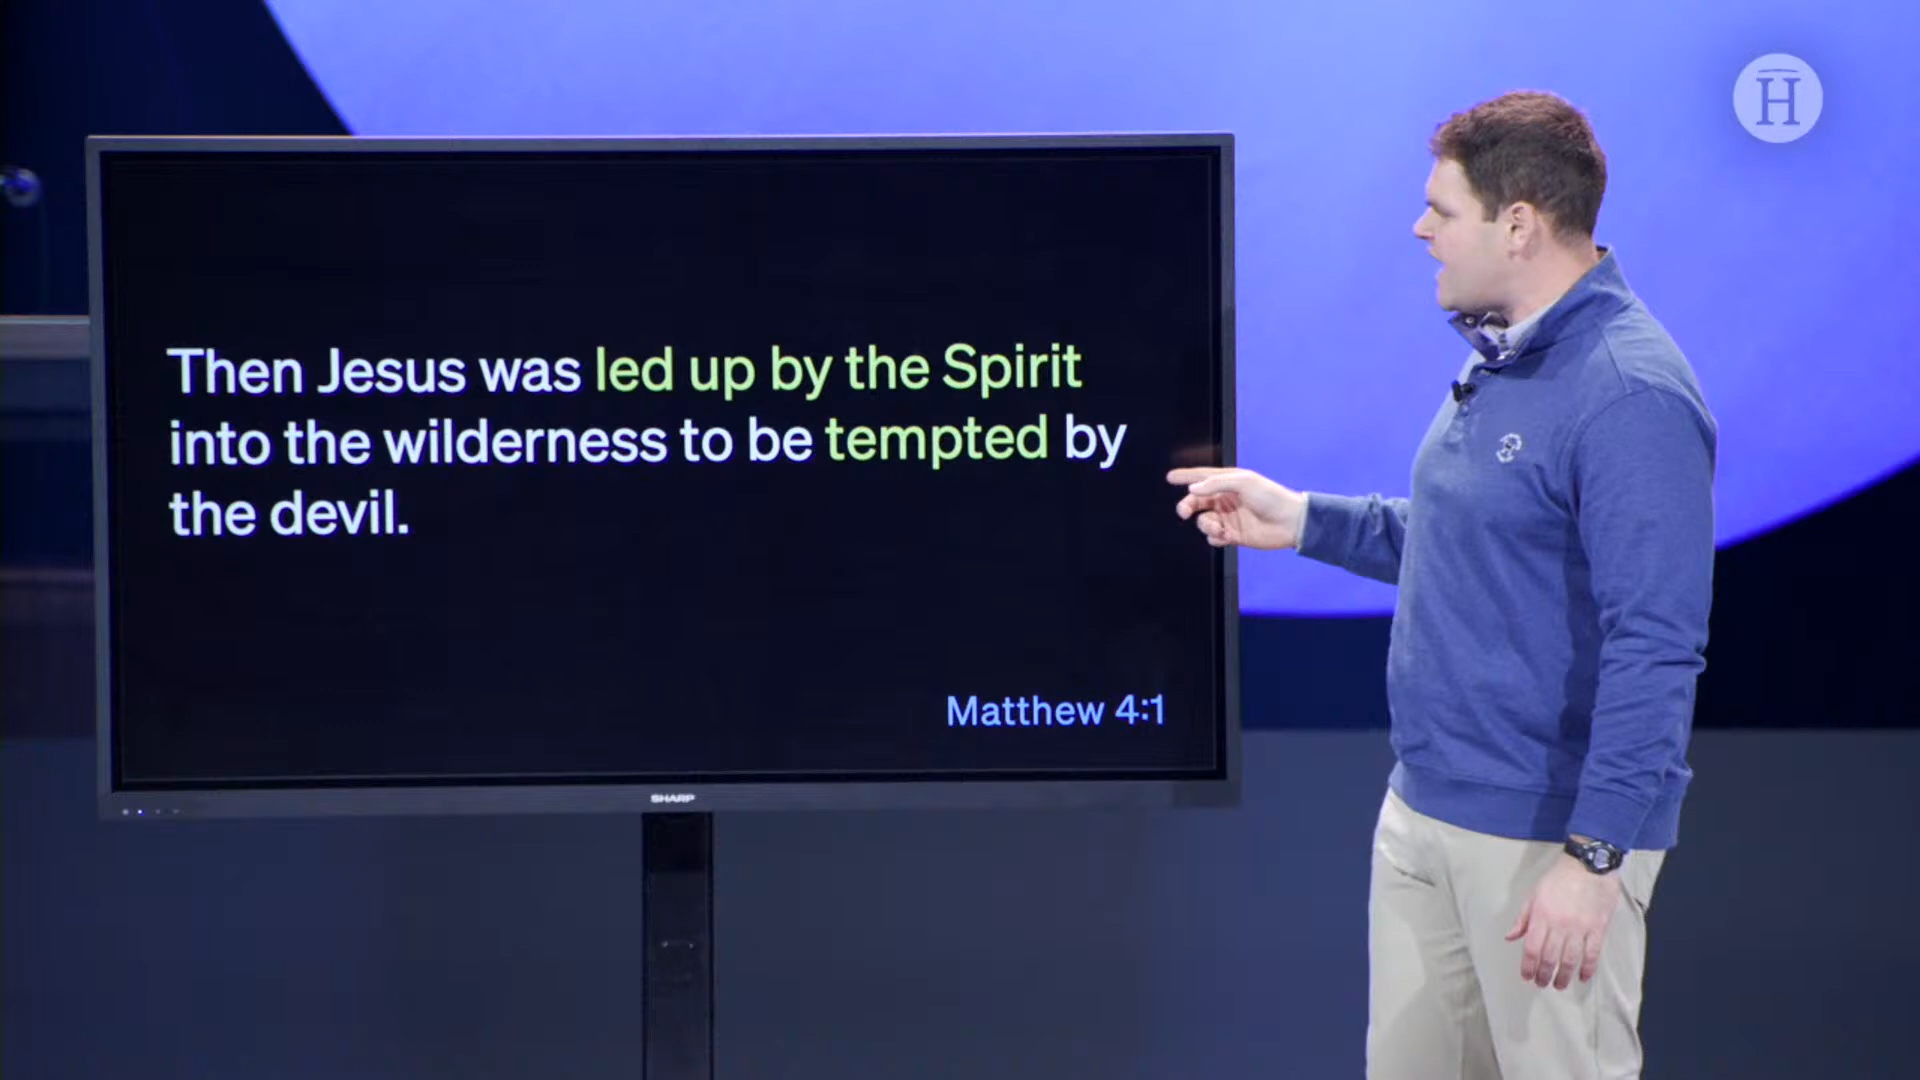 H
Then Jesus was led up by the Spirit
into the wilderness to be tempted by
the devil.
Matthew 4:1
SHARP